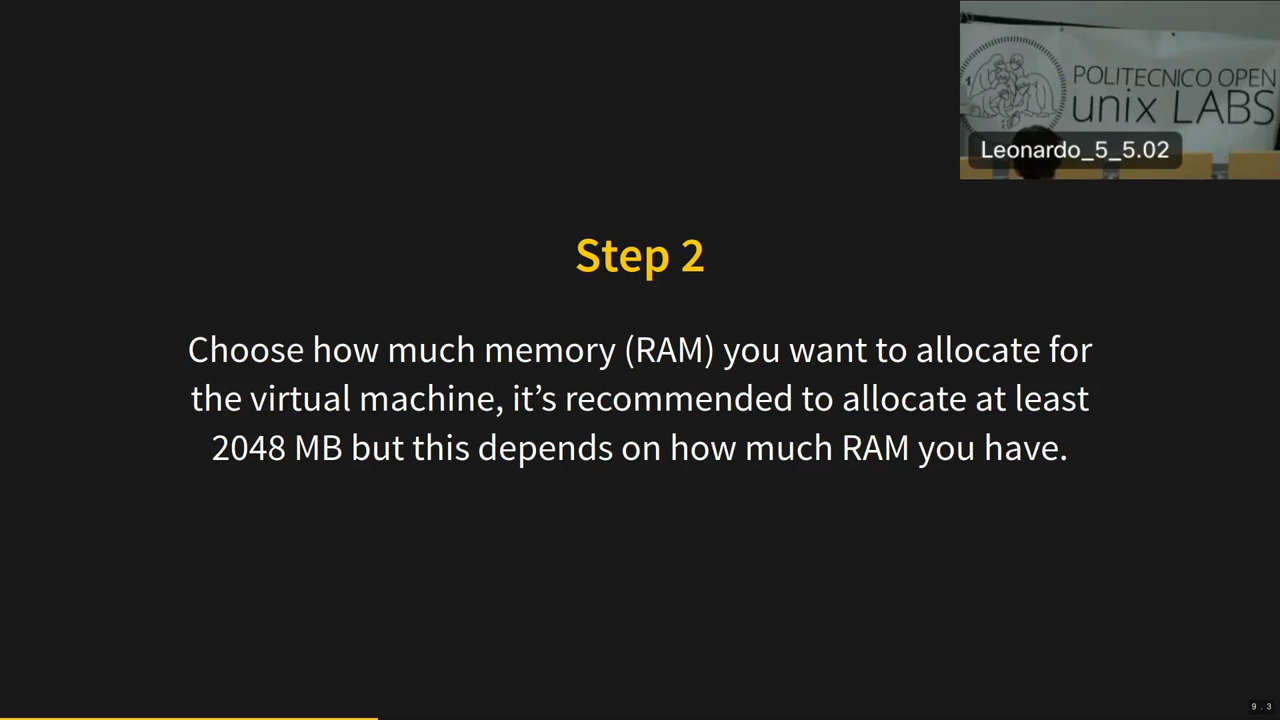 POLITECNICO OPEN
unix LABS
Leonardo_5_5.02
Step 2
Choose how much memory (RAM) you want to allocate for
the virtual machine, it’s recommended to allocate at least
2048 MB but this depends on how much RAM you have.
9.3